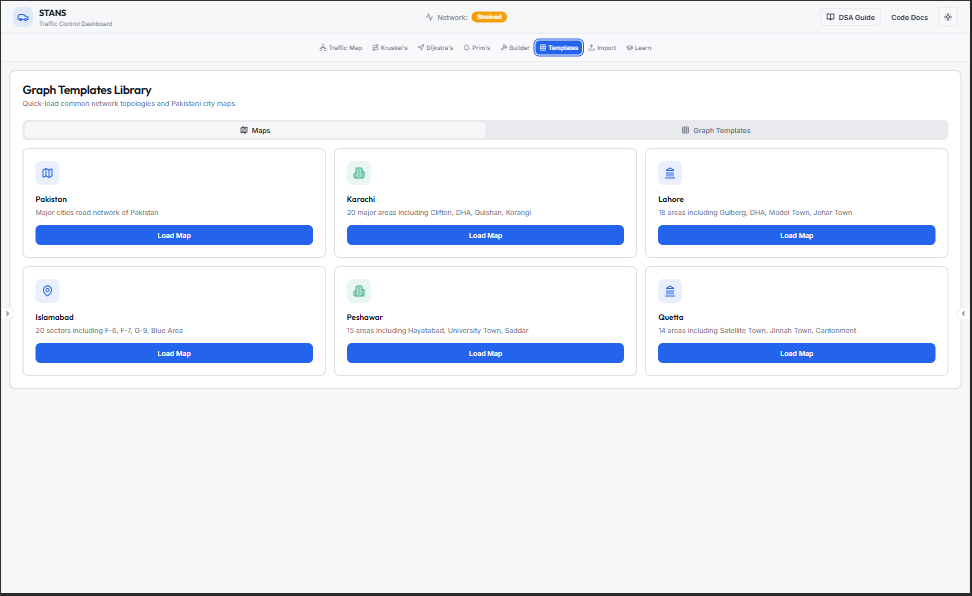 STANS
Traffic Control Dashboard
Network: Strained
DSA Guide
Code Docs
Traffic Map
Kruskal's
Dijkstra's
Prim's
Builder
Templates
Import
Learn
Graph Templates Library
Quick-load common network topologies and Pakistani city maps
Maps
Graph Templates
Pakistan
Major cities road network of Pakistan
Load Map
Karachi
20 major areas including Clifton, DHA, Gulshan, Korangi
Load Map
Lahore
18 areas including Gulberg, DHA, Model Town, Johar Town
Load Map
Islamabad
20 sectors including F-6, F-7, G-9, Blue Area
Load Map
Peshawar
15 areas including Hayatabad, University Town, Saddar
Load Map
Quetta
14 areas including Satellite Town, Jinnah Town, Cantonment
Load Map